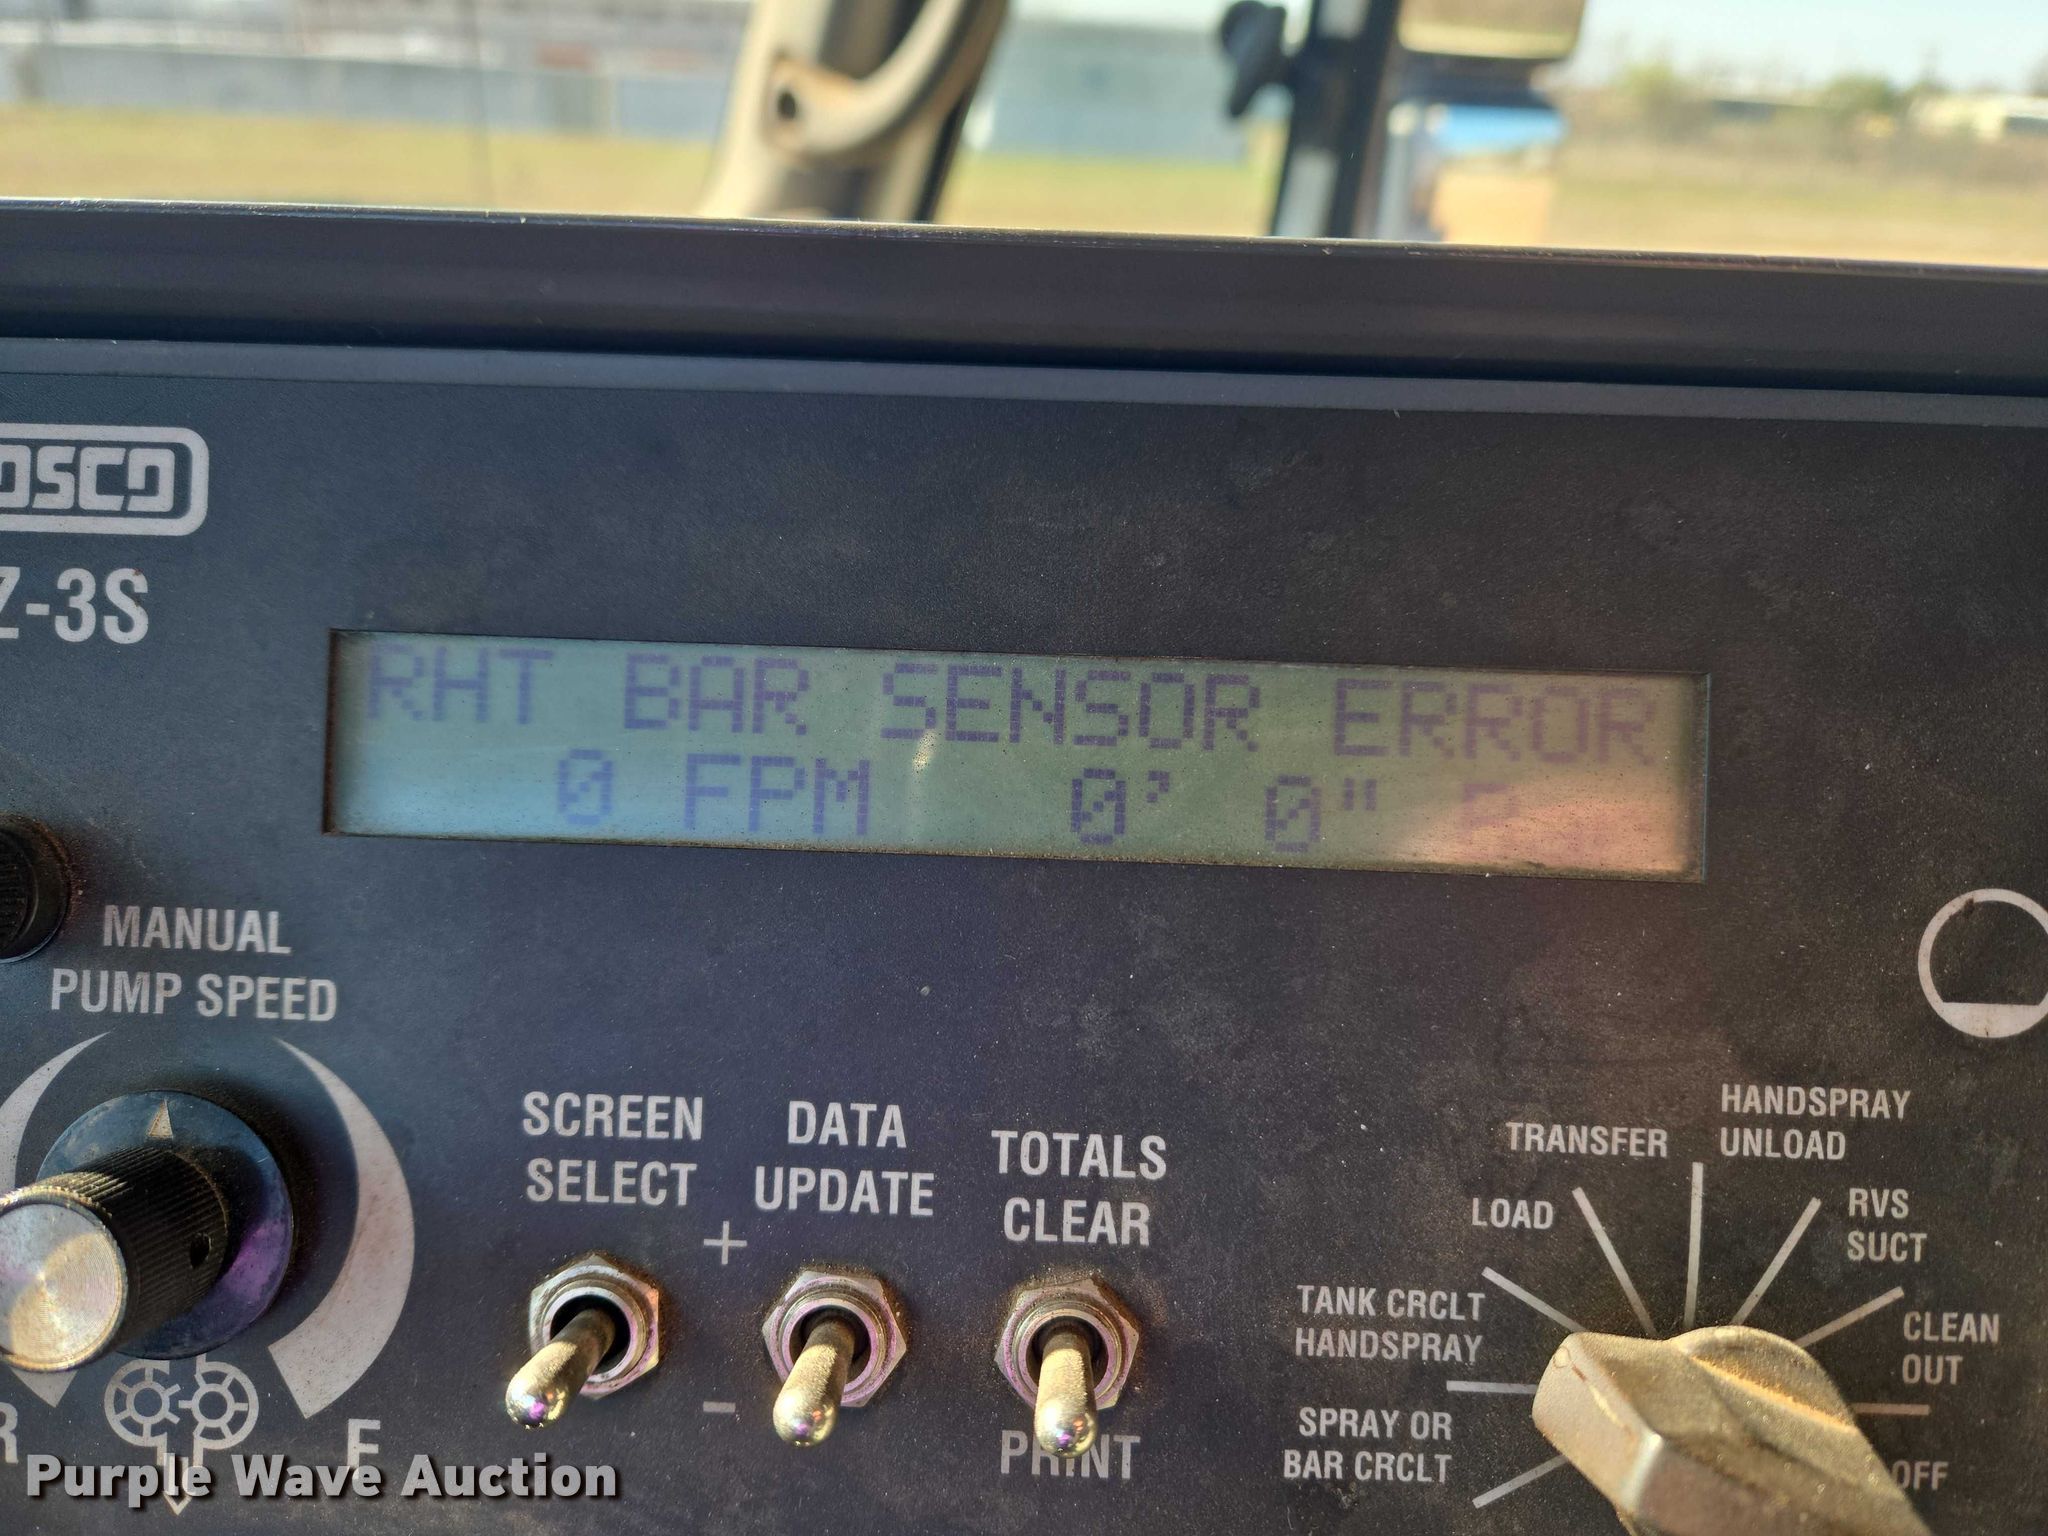 OSCO
Z-3S
RHT BAR SENSOR ERROR
0 FPM 0' 0"
MANUAL
PUMP SPEED
SCREEN
SELECT
DATA
UPDATE
TOTALS
CLEAR
+
-
PRINT
R
F
TRANSFER
HANDSPRAY
UNLOAD
LOAD
RVS
SUCT
TANK CRCLT
HANDSPRAY
CLEAN
OUT
SPRAY OR
BAR CRCLT
OFF
Purple Wave Auction